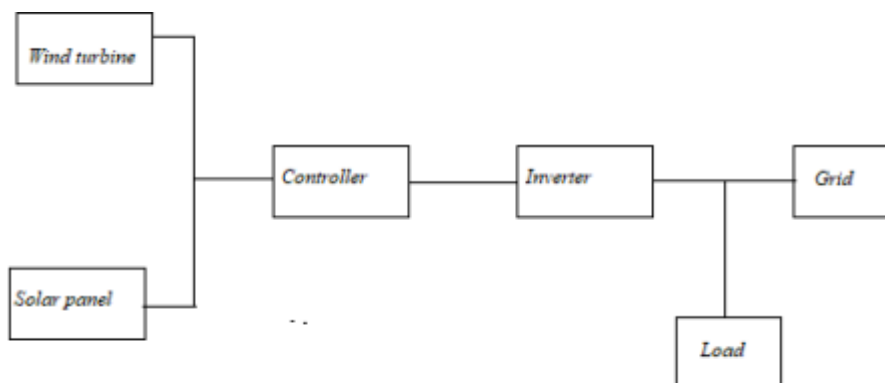 Wind turbine
Controller
Inverter
Grid
Solar panel
Load